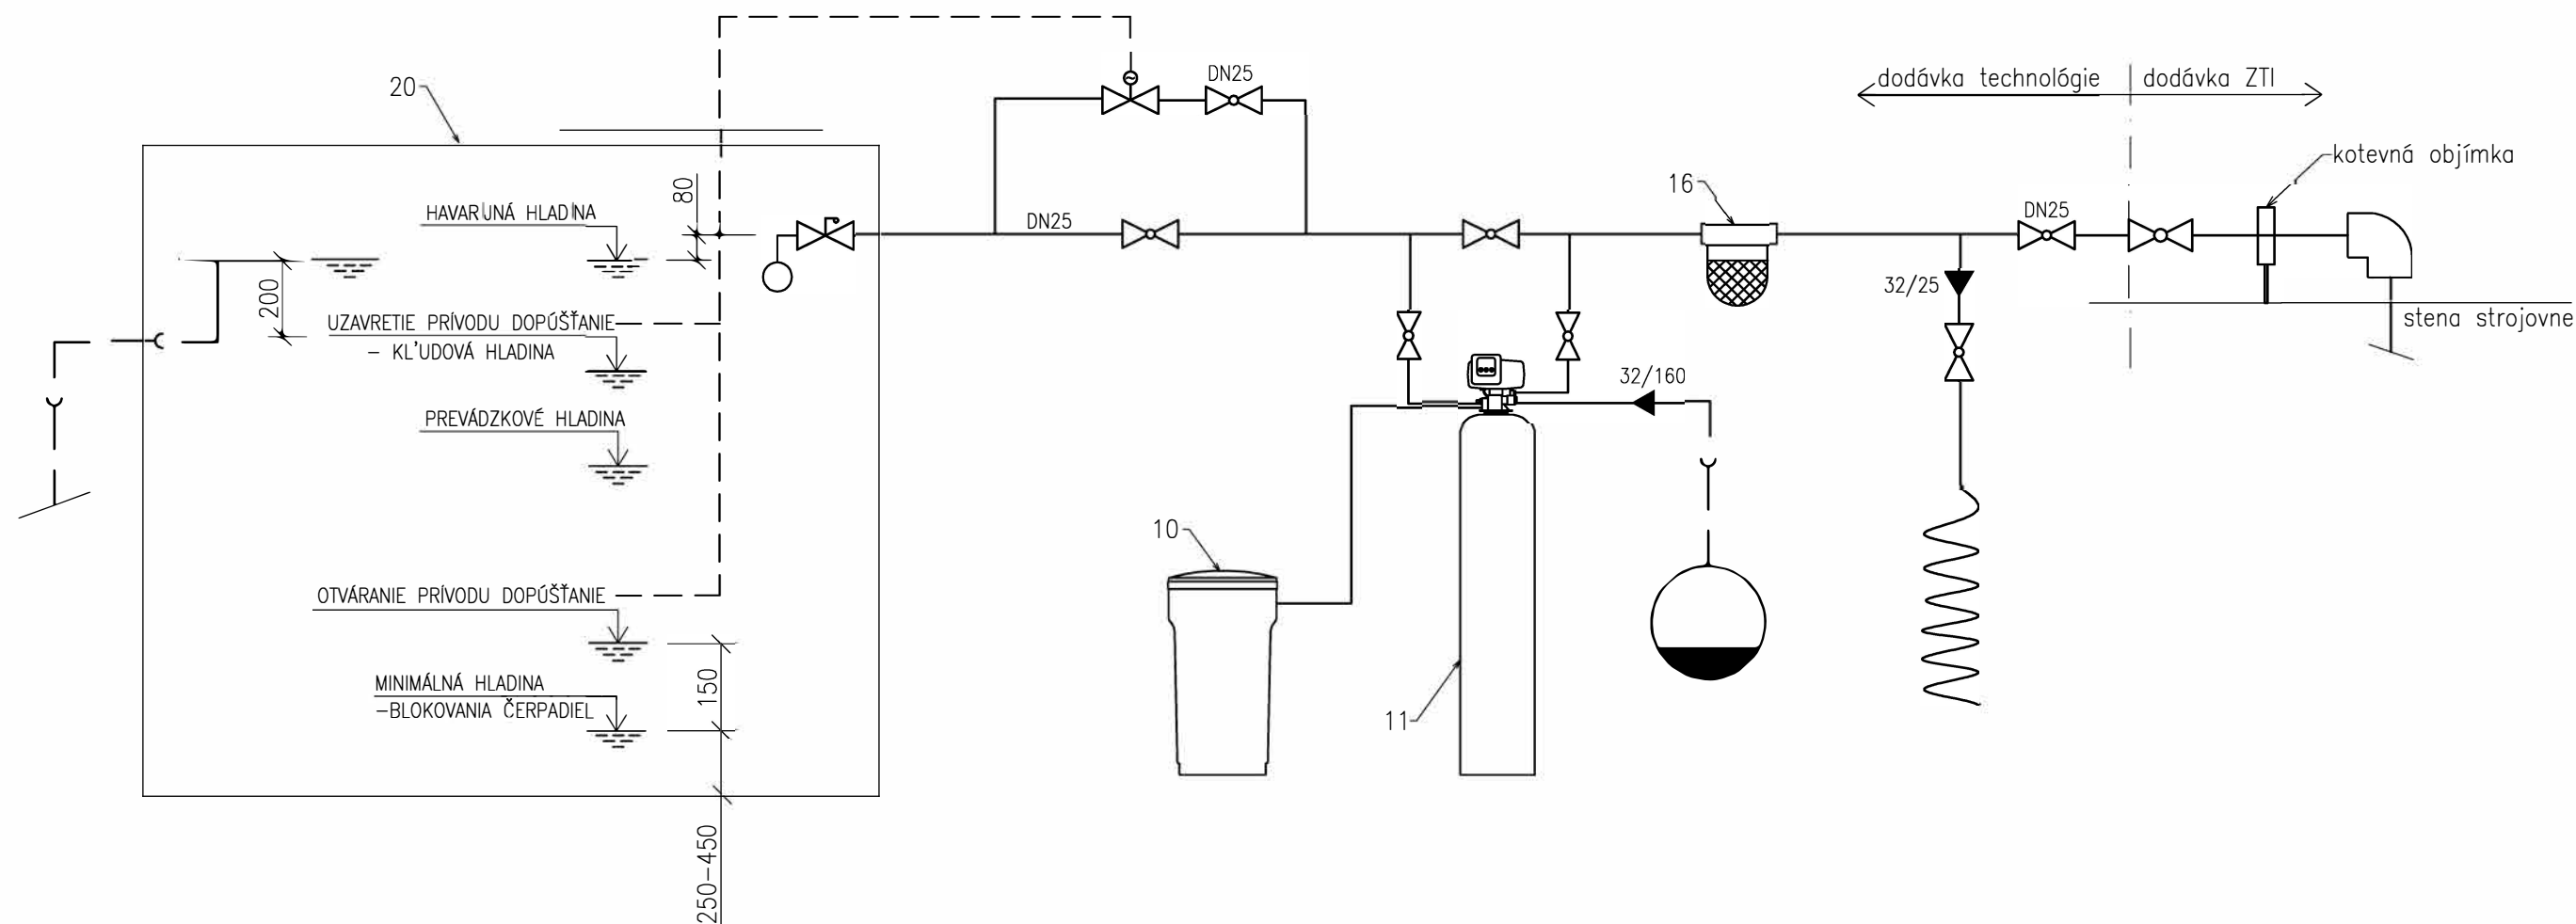 20
DN25
dodávka technológie
dodávka ZTI
kotevná objímka
16
80
HAVARIJNÁ HLADINA
DN25
DN25
200
32/25
UZAVRETIE PRÍVODU DOPÚŠŤANIE
- KĽUDOVÁ HLADINA
stena strojovne
32/160
PREVÁDZKOVÉ HLADINA
10
OTVÁRANIE PRÍVODU DOPÚŠŤANIE
150
MINIMÁLNÁ HLADINA
-BLOKOVANIA ČERPADIEL
11
250-450